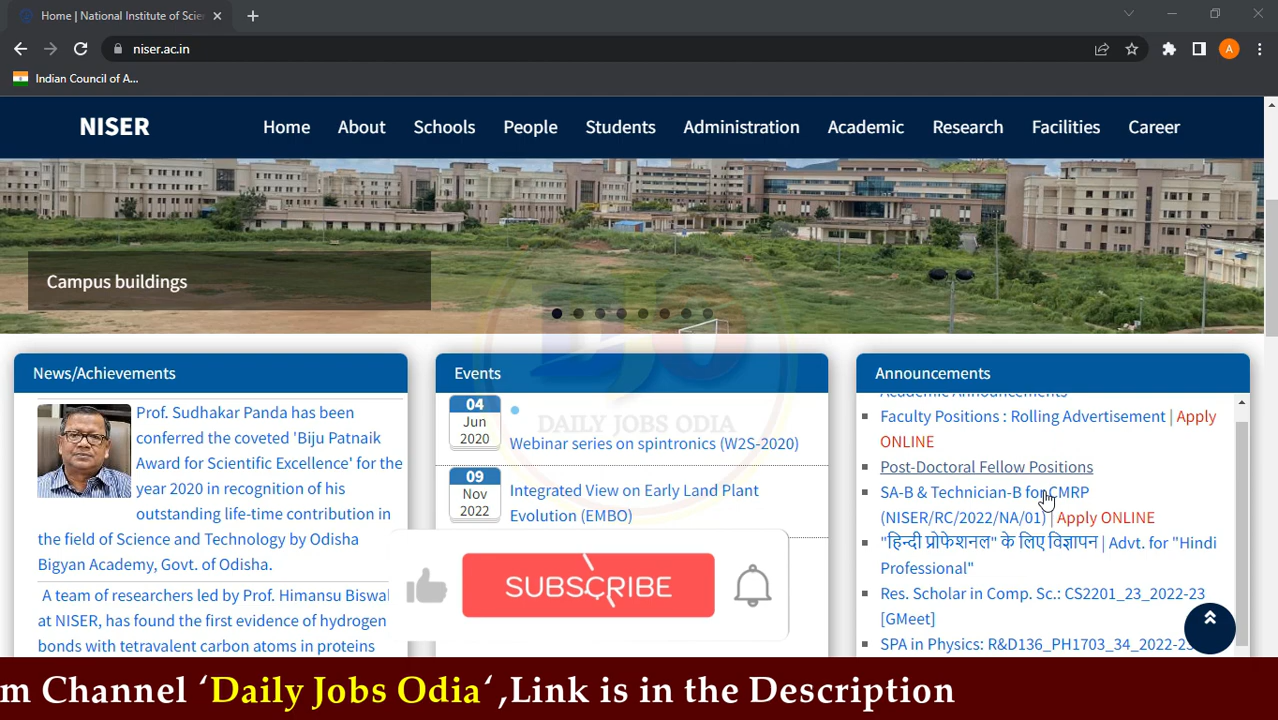 Home | National Institute of Scie
niser.ac.in
A
Indian Council of A...
NISER
Home
About
Schools
People
Students
Administration
Academic
Research
Facilities
Career
Campus buildings
News/Achievements
Prof. Sudhakar Panda has been
conferred the coveted 'Biju Patnaik
Award for Scientific Excellence' for the
year 2020 in recognition of his
outstanding life-time contribution in
the field of Science and Technology by Odisha
Bigyan Academy, Govt. of Odisha.
A team of researchers led by Prof. Himansu Biswal
at NISER, has found the first evidence of hydrogen
bonds with tetravalent carbon atoms in proteins
Events
04
Jun
2020
Webinar series on spintronics (W2S-2020)
09
Nov
2022
Integrated View on Early Land Plant
Evolution (EMBO)
Announcements
Academic Announcements
Faculty Positions : Rolling Advertisement | Apply
ONLINE
Post-Doctoral Fellow Positions
SA-B & Technician-B for CMRP
(NISER/RC/2022/NA/01) | Apply ONLINE
"हिन्दी प्रोफेशनल" के लिए विज्ञापन | Advt. for "Hindi
Professional"
Res. Scholar in Comp. Sc.: CS2201_23_2022-23
[GMeet]
SPA in Physics: R&D136_PH1703_34_2022-23
DAILY JOBS ODIA
SUBSCRIBE
m Channel ‘Daily Jobs Odia‘,Link is in the Description